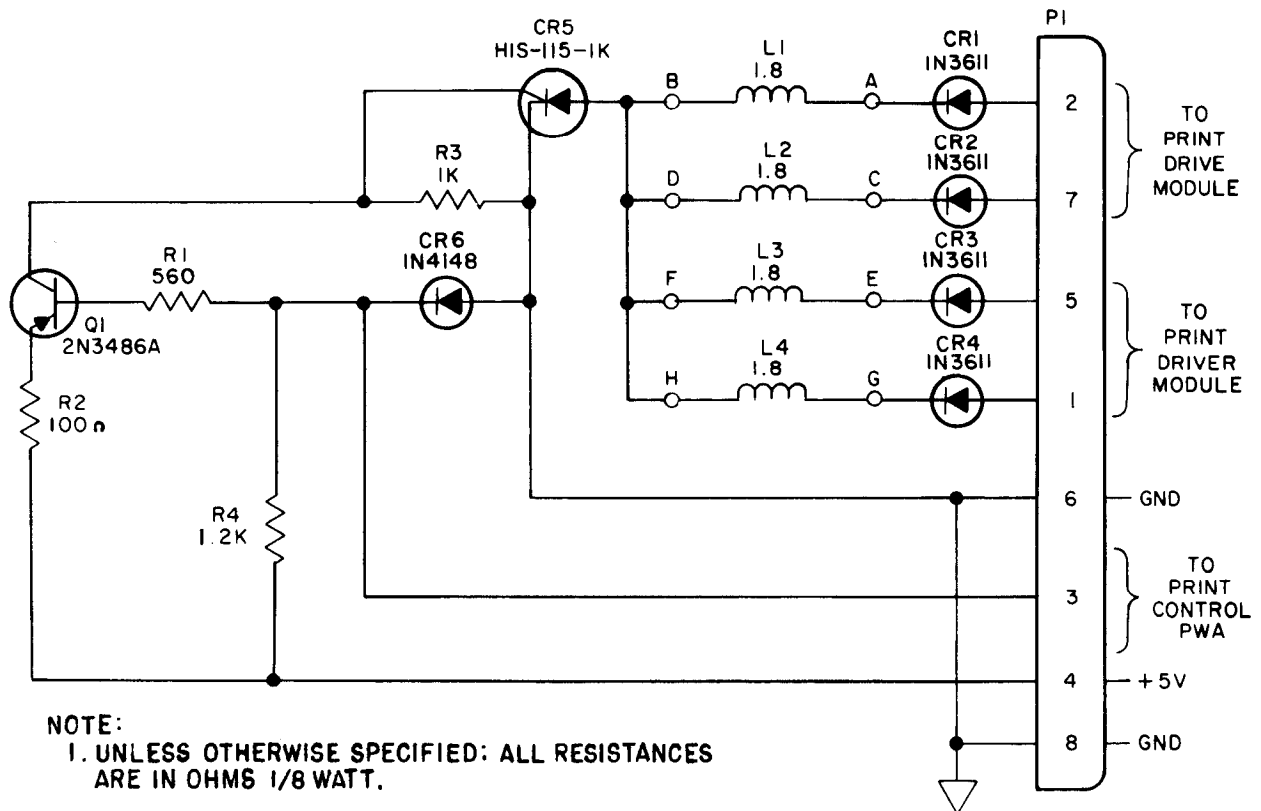 P1
CR5
HIS-115-1K
L1
1.8
CR1
1N3611
B
A
2
TO
PRINT
DRIVE
MODULE
R3
1K
L2
1.8
CR2
1N3611
D
C
7
R1
560
CR6
1N4148
L3
1.8
CR3
1N3611
F
E
5
TO
PRINT
DRIVER
MODULE
Q1
2N3486A
L4
1.8
CR4
1N3611
H
G
1
R2
100Ω
R4
1.2K
6
GND
3
TO
PRINT
CONTROL
PWA
4
+5V
8
GND
NOTE:
1. UNLESS OTHERWISE SPECIFIED: ALL RESISTANCES
ARE IN OHMS 1/8 WATT.